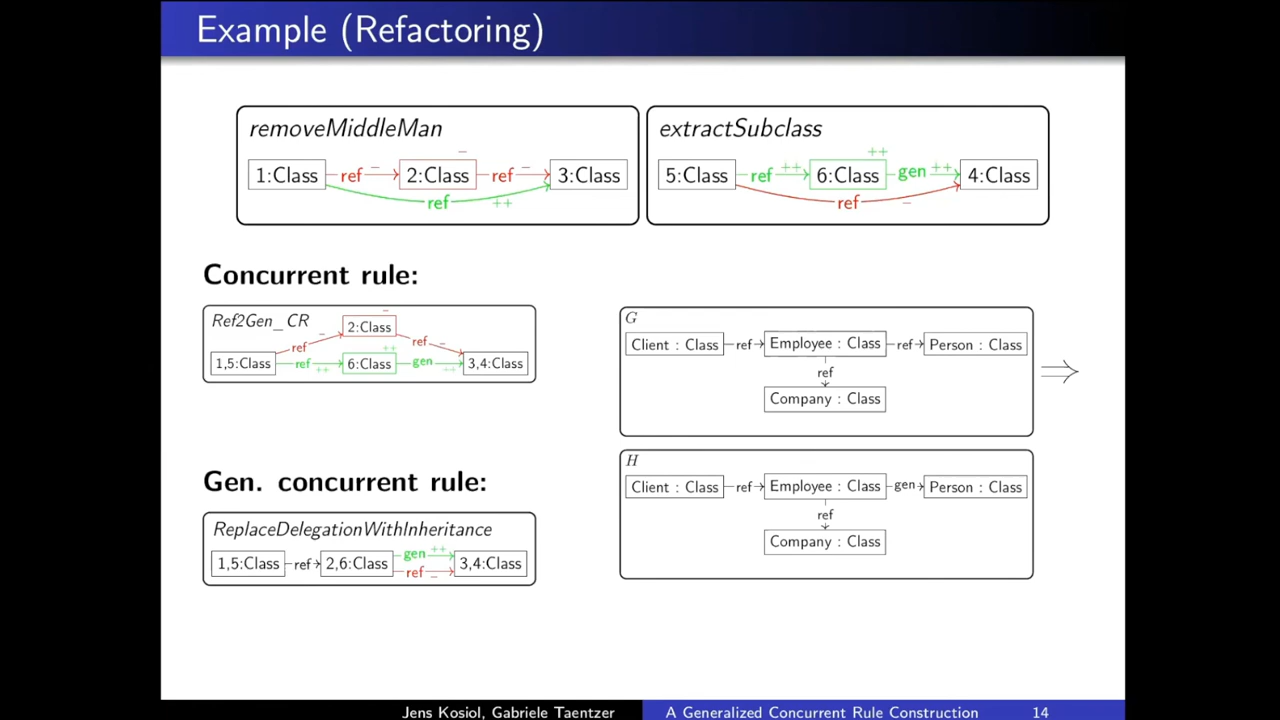 Example (Refactoring)
removeMiddleMan
1:Class ref − 2:Class − ref − 3:Class
ref ++
extractSubclass
5:Class ref ++ 6:Class ++ gen ++ 4:Class
ref −
Concurrent rule:
Ref2Gen_CR
2:Class −
ref − ref −
1,5:Class ref ++ 6:Class ++ gen ++ 3,4:Class
G
Client : Class ref Employee : Class ref Person : Class
ref
Company : Class
⇒
H
Client : Class ref Employee : Class gen Person : Class
ref
Company : Class
Gen. concurrent rule:
ReplaceDelegationWithInheritance
gen ++
1,5:Class ref 2,6:Class 3,4:Class
ref −
Jens Kosiol, Gabriele Taentzer A Generalized Concurrent Rule Construction 14